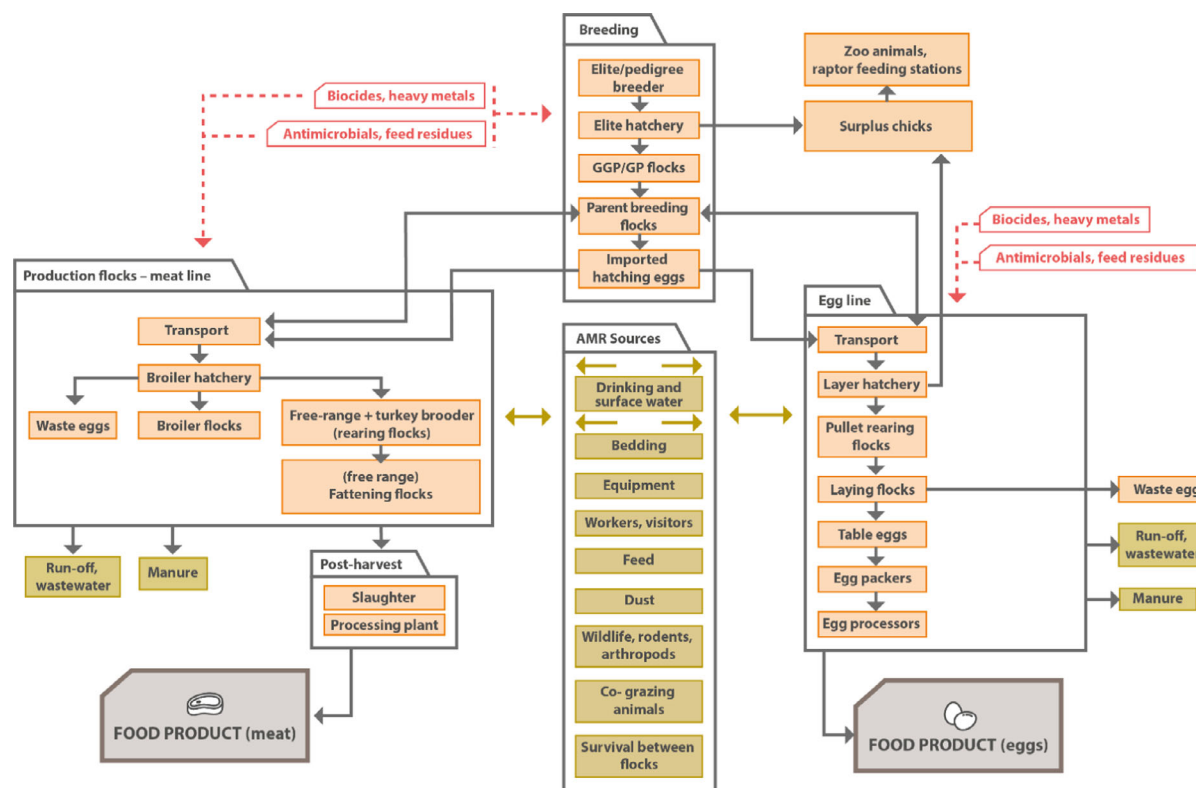 Breeding
Elite/pedigree
breeder
Elite hatchery
GGP/GP flocks
Parent breeding
flocks
Imported
hatching eggs
Zoo animals,
raptor feeding stations
Surplus chicks
Biocides, heavy metals
Antimicrobials, feed residues
Biocides, heavy metals
Antimicrobials, feed residues
Production flocks – meat line
Transport
Broiler hatchery
Waste eggs
Broiler flocks
Free-range + turkey brooder
(rearing flocks)
(free range)
Fattening flocks
Run-off,
wastewater
Manure
Post-harvest
Slaughter
Processing plant
FOOD PRODUCT (meat)
AMR Sources
Drinking and
surface water
Bedding
Equipment
Workers, visitors
Feed
Dust
Wildlife, rodents,
arthropods
Co- grazing
animals
Survival between
flocks
Egg line
Transport
Layer hatchery
Pullet rearing
flocks
Laying flocks
Table eggs
Egg packers
Egg processors
Waste egg
Run-off,
wastewater
Manure
FOOD PRODUCT (eggs)